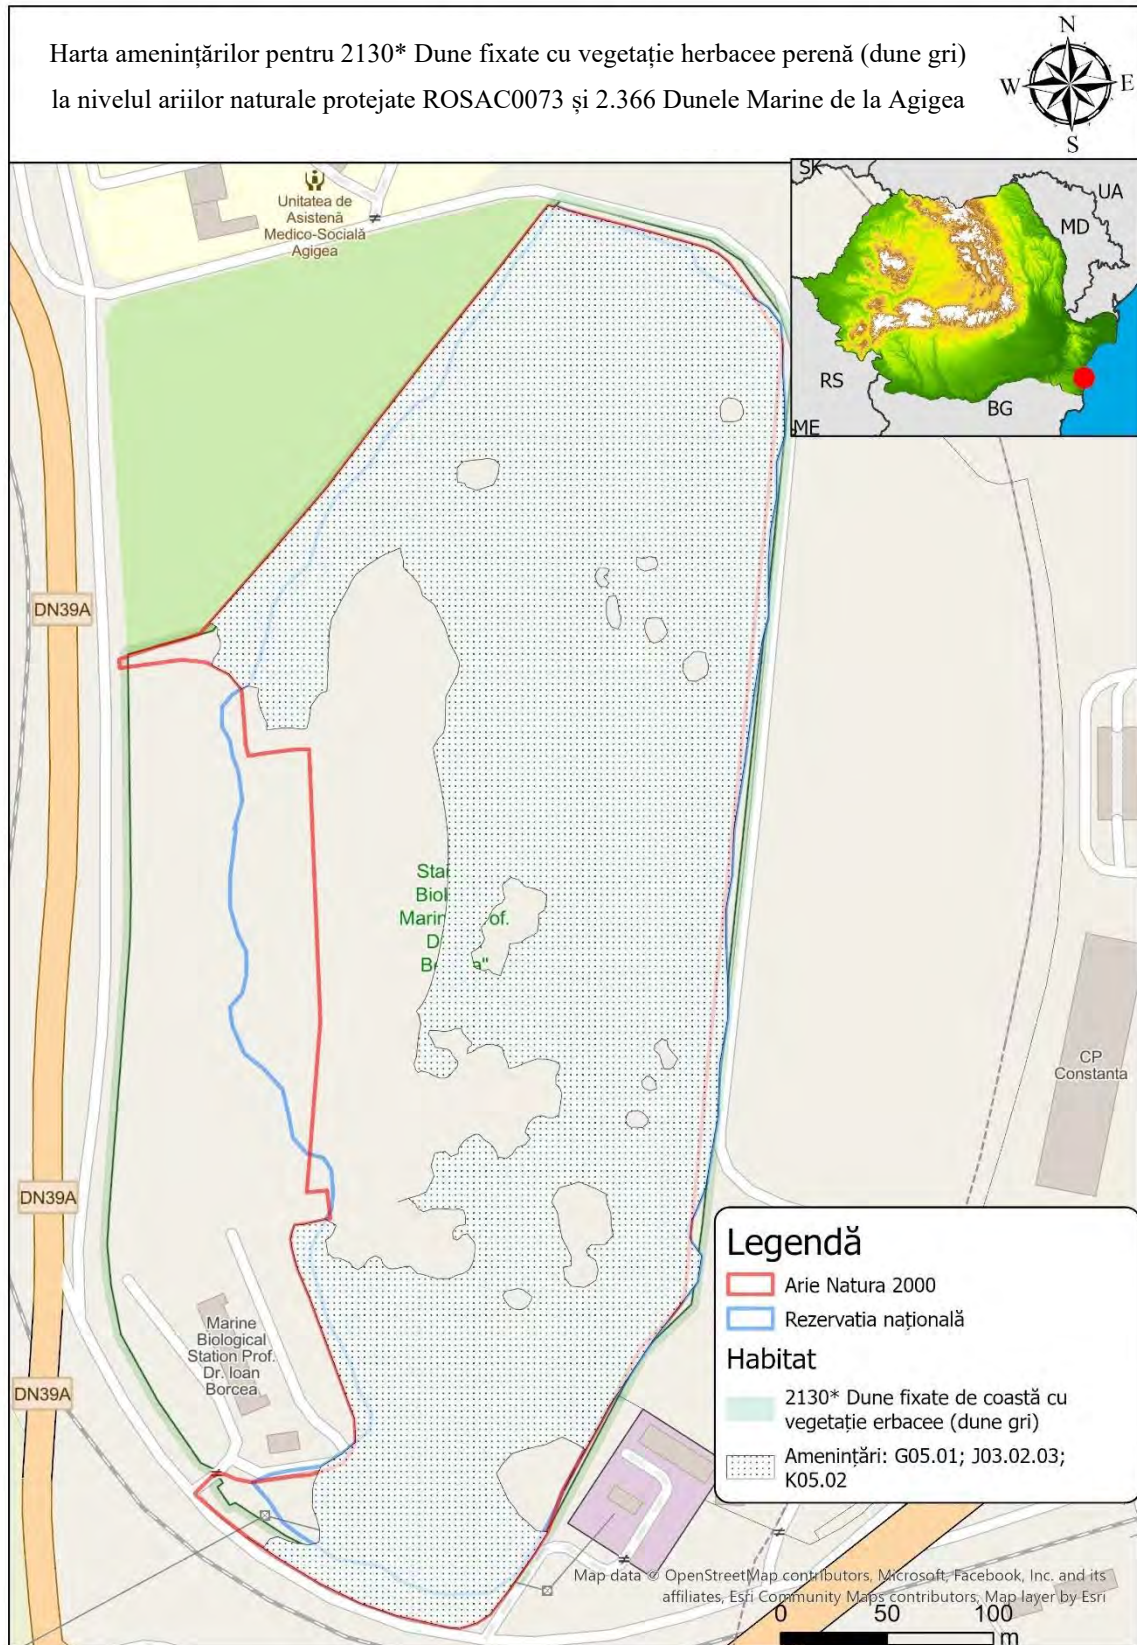 Harta amenințărilor pentru 2130* Dune fixate cu vegetație herbacee perenă (dune gri)
la nivelul ariilor naturale protejate ROSAC0073 și 2.366 Dunele Marine de la Agigea
N
W
E
S
SK
UA
MD
RS
BG
ME
Unitatea de
Asistenă
Medico-Socială
Agigea
DN39A
Marin
of.
CP
Constanta
DN39A
Marine
Biological
Station Prof.
Dr. Ioan
Borcea
DN39A
Legendă
Arie Natura 2000
Rezervatia națională
Habitat
2130* Dune fixate de coastă cu
vegetație erbacee (dune gri)
Amenințări: G05.01; J03.02.03;
K05.02
Map data © OpenStreetMap contributors, Microsoft, Facebook, Inc. and its
affiliates, Esri Community Maps contributors, Map layer by Esri
0 50 100
m